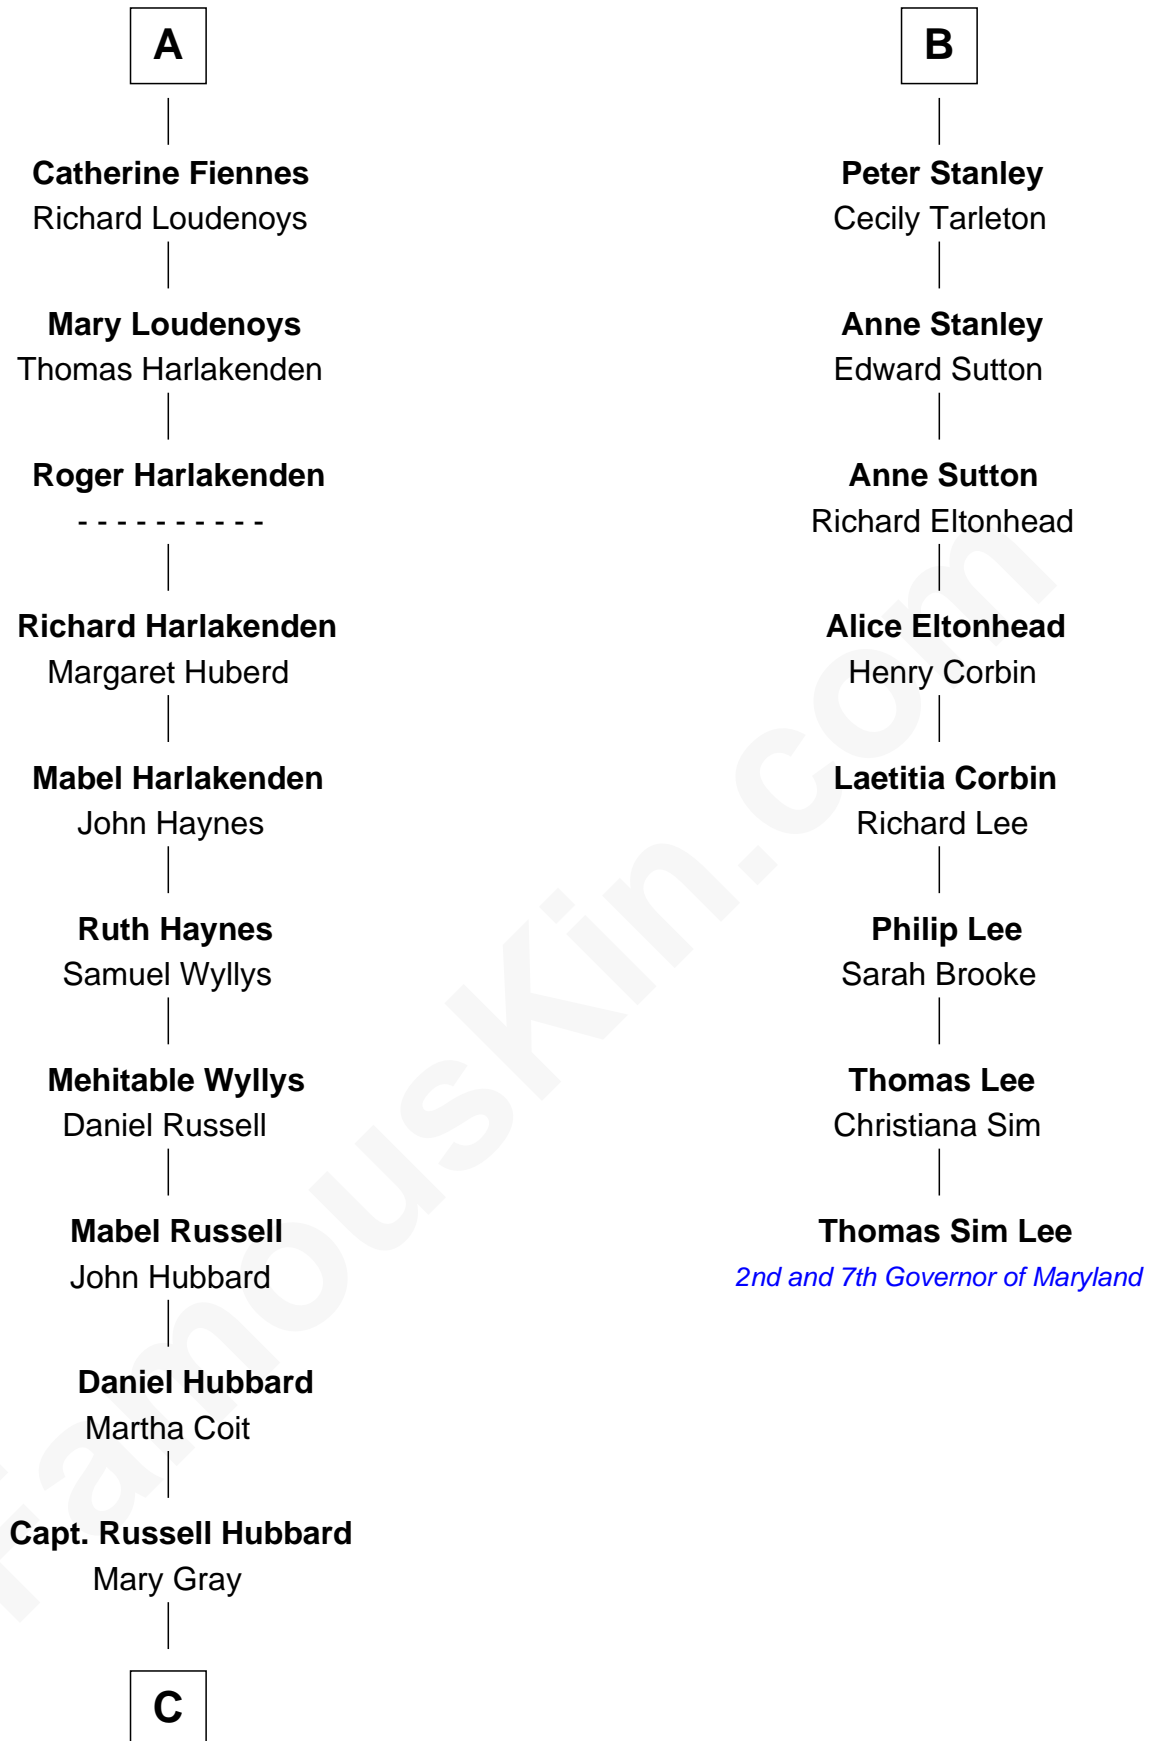 A
Catherine Fiennes
Richard Loudenoys
Mary Loudenoys
Thomas Harlakenden
Roger Harlakenden
- - - - - - - - - -
Richard Harlakenden
Margaret Huberd
Mabel Harlakenden
John Haynes
Ruth Haynes
Samuel Wyllys
Mehitable Wyllys
Daniel Russell
Mabel Russell
John Hubbard
Daniel Hubbard
Martha Coit
Capt. Russell Hubbard
Mary Gray
C
B
Peter Stanley
Cecily Tarleton
Anne Stanley
Edward Sutton
Anne Sutton
Richard Eltonhead
Alice Eltonhead
Henry Corbin
Laetitia Corbin
Richard Lee
Philip Lee
Sarah Brooke
Thomas Lee
Christiana Sim
Thomas Sim Lee
2nd and 7th Governor of Maryland
FamousKin.com